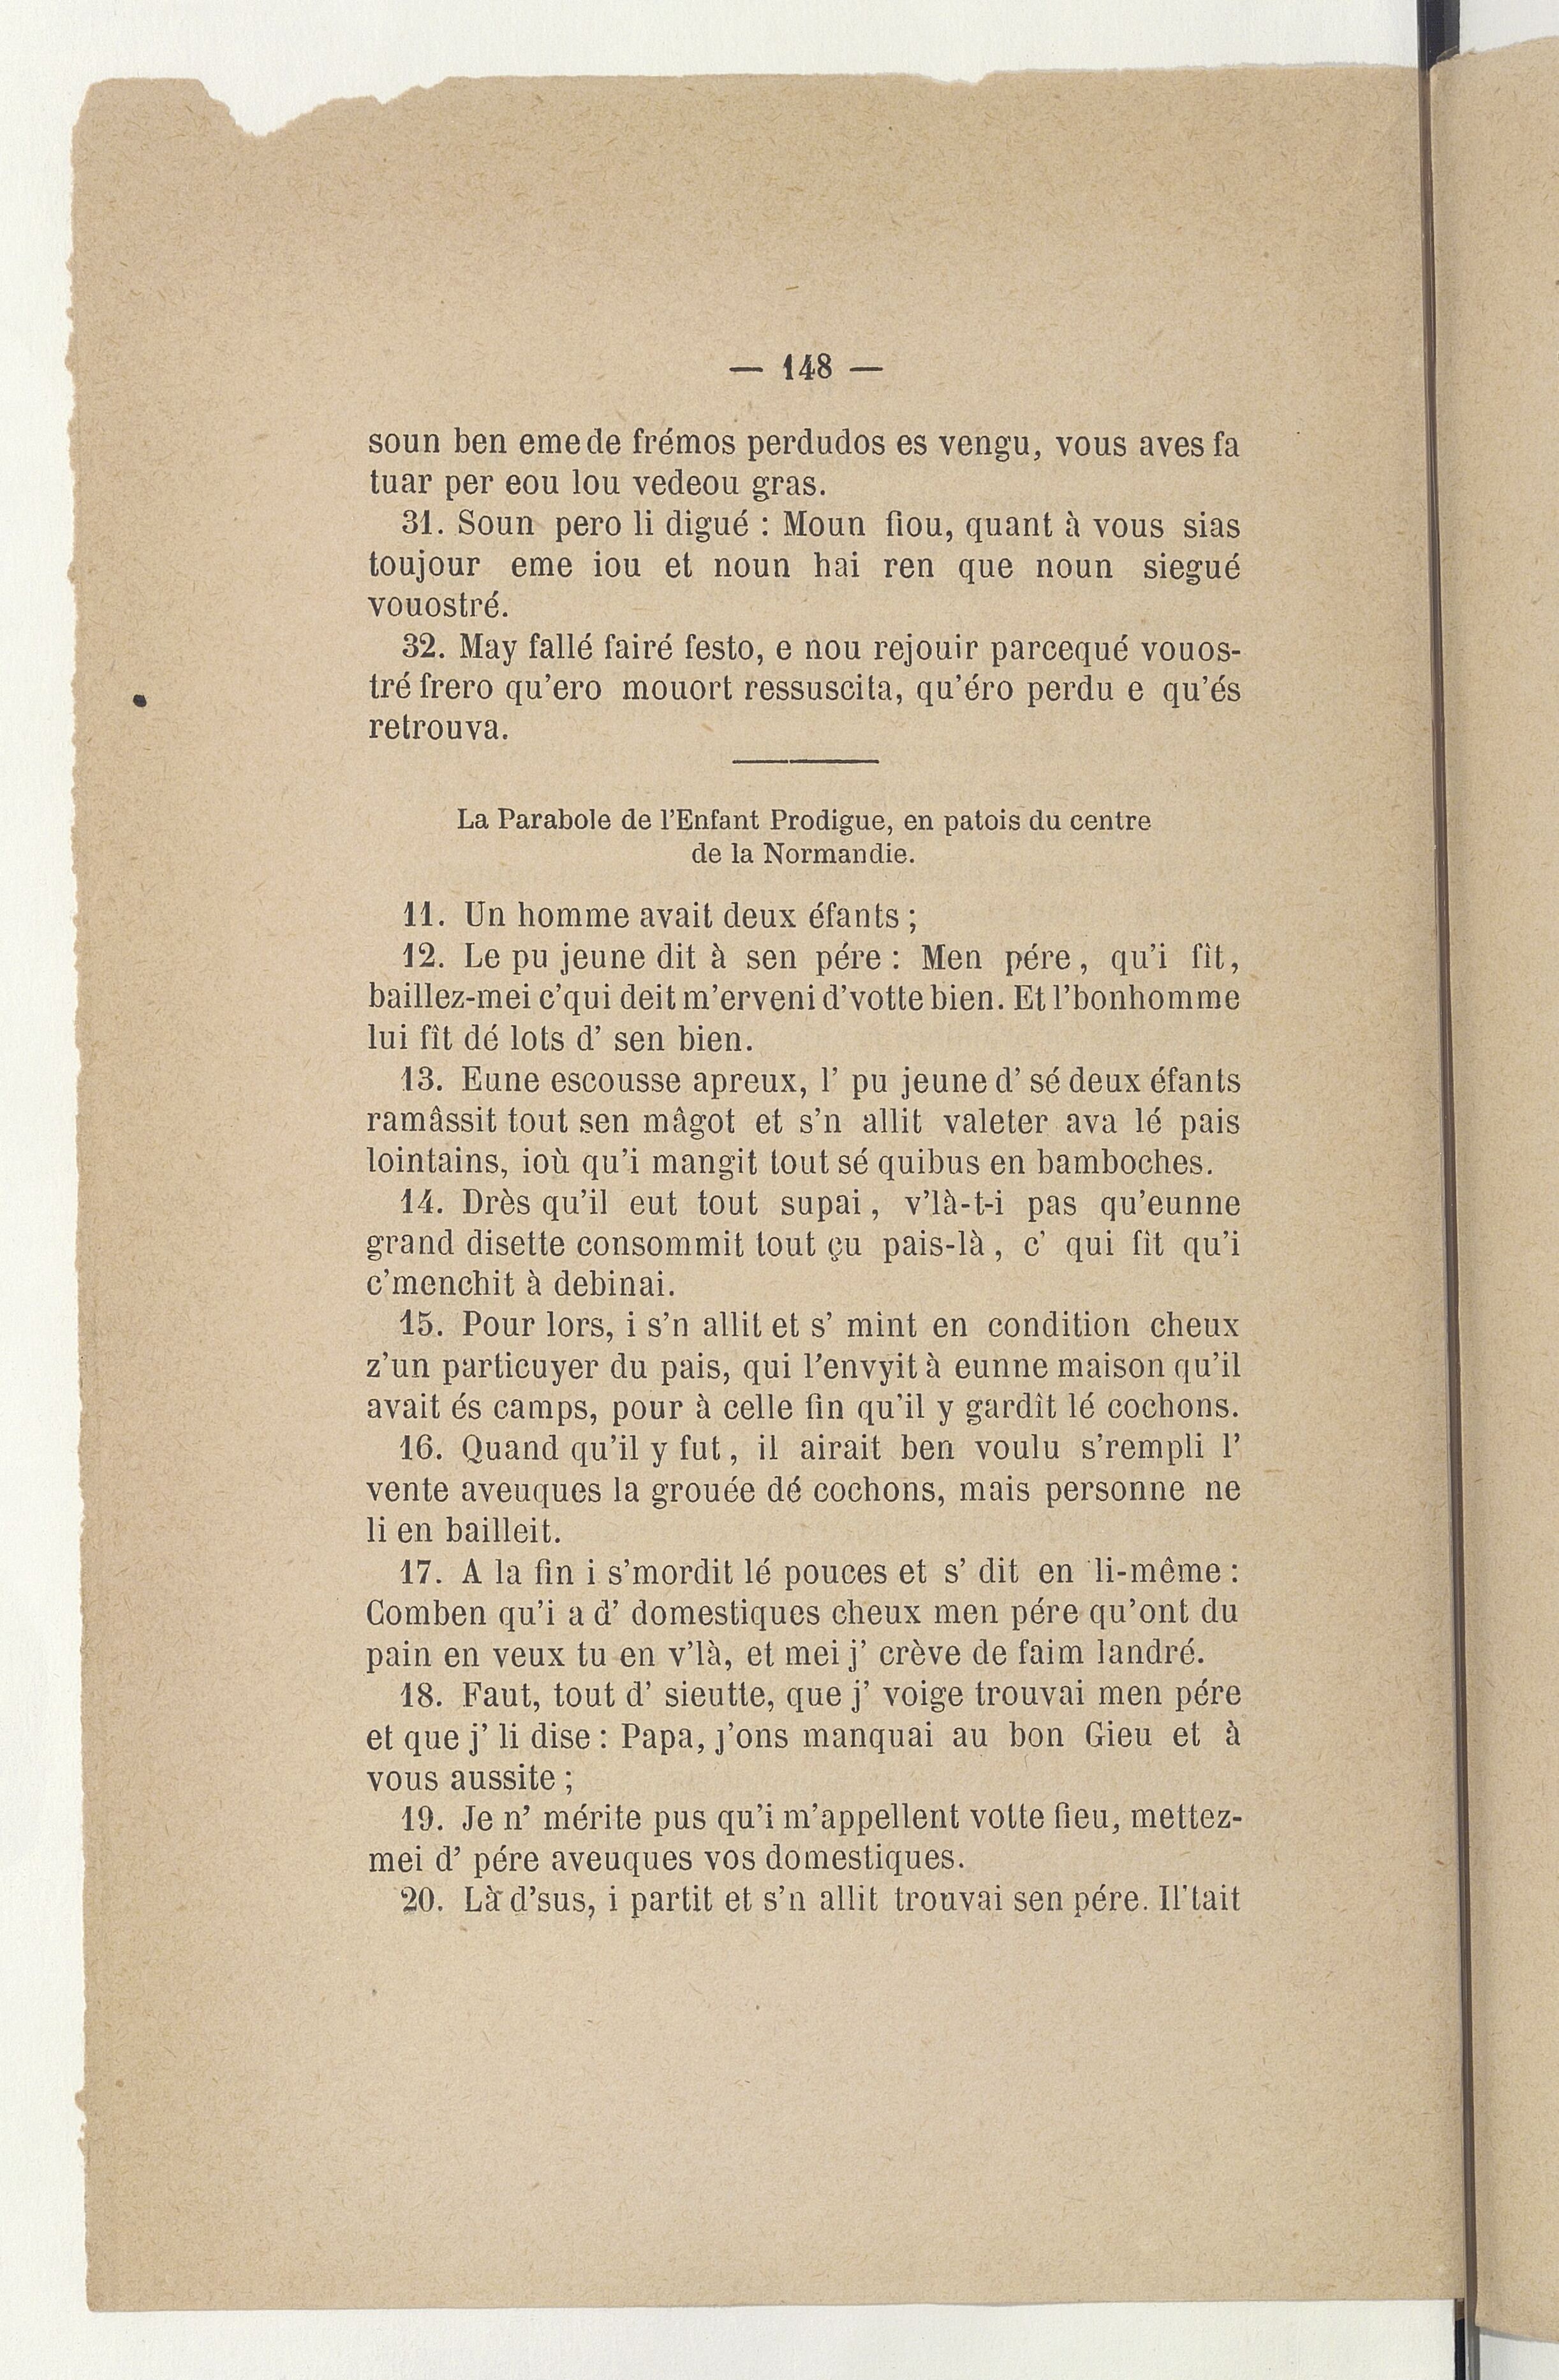 — 148 —
soun ben eme de frémos perdudos es vengu, vous aves fa
tuar per eou lou vedeou gras.
31. Soun pero li digué : Moun fiou, quant à vous sias
toujour eme iou et noun hai ren que noun siegué
vouostré.
32. May fallé fairé festo, e nou rejouir parcequé vouos-
tré frero qu'ero mouort ressuscita, qu'éro perdu e qu'és
retrouva.
La Parabole de l'Enfant Prodigue, en patois du centre
de la Normandie.
11. Un homme avait deux éfants ;
12. Le pu jeune dit à sen pére : Men pére, qu'i fît,
baillez-mei c'qui deit m'erveni d'votte bien. Et l'bonhomme
lui fît dé lots d' sen bien.
13. Eune escousse apreux, l' pu jeune d' sé deux éfants
ramâssit tout sen mâgot et s'n allit valeter ava lé pais
lointains, ioù qu'i mangit tout sé quibus en bamboches.
14. Drès qu'il eut tout supai, v'là-t-i pas qu'eunne
grand disette consommit tout çu pais-là, c' qui fit qu'i
c'menchit à debinai.
15. Pour lors, i s'n allit et s' mint en condition cheux
z'un particuyer du pais, qui l'envyit à eunne maison qu'il
avait és camps, pour à celle fin qu'il y gardît lé cochons.
16. Quand qu'il y fut, il airait ben voulu s'rempli l'
vente aveuques la grouée dé cochons, mais personne ne
li en bailleit.
17. A la fin i s'mordit lé pouces et s' dit en li-même :
Comben qu'i a d' domestiques cheux men pére qu'ont du
pain en veux tu en v'là, et mei j' crève de faim landré.
18. Faut, tout d' sieutte, que j' voige trouvai men pére
et que j' li dise : Papa, j'ons manquai au bon Gieu et à
vous aussite ;
19. Je n' mérite pus qu'i m'appellent votte fieu, mettez-
mei d' pére aveuques vos domestiques.
20. Là d'sus, i partit et s'n allit trouvai sen pére. Il'tait